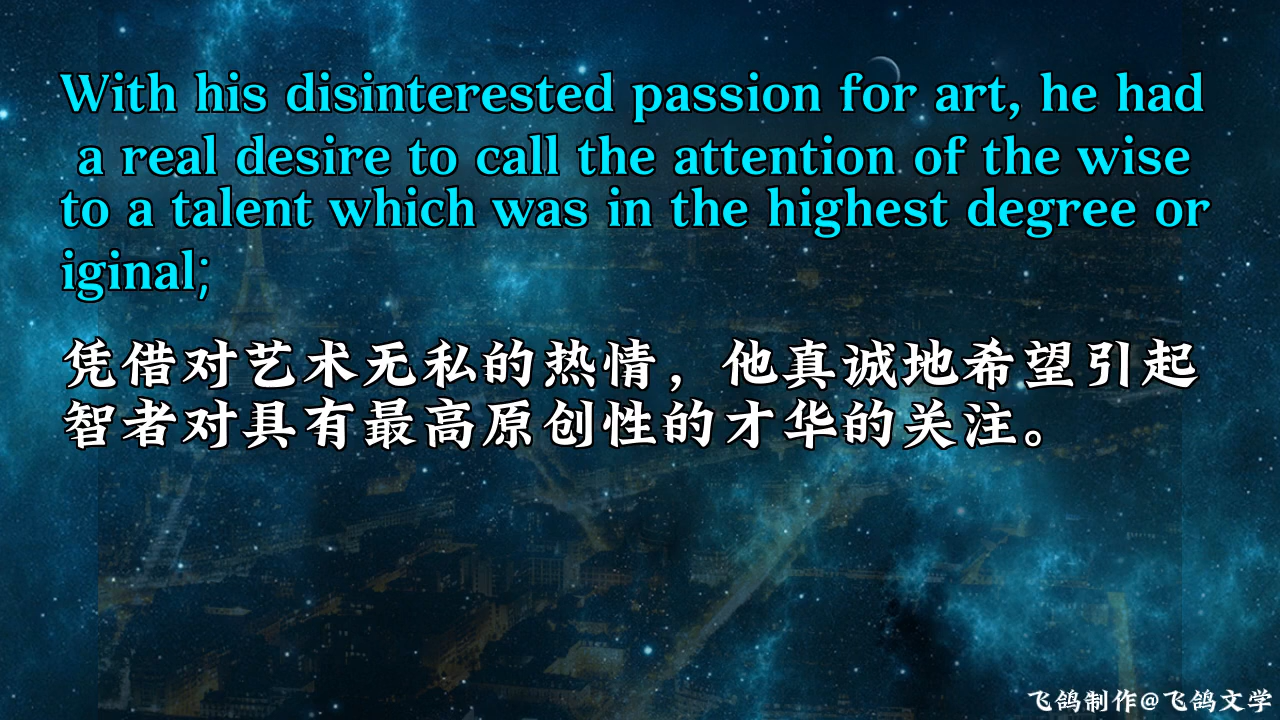 With his disinterested passion for art, he had
a real desire to call the attention of the wise
to a talent which was in the highest degree or
iginal;
凭借对艺术无私的热情，他真诚地希望引起
智者对具有最高原创性的才华的关注。
飞鸽制作@飞鸽文学